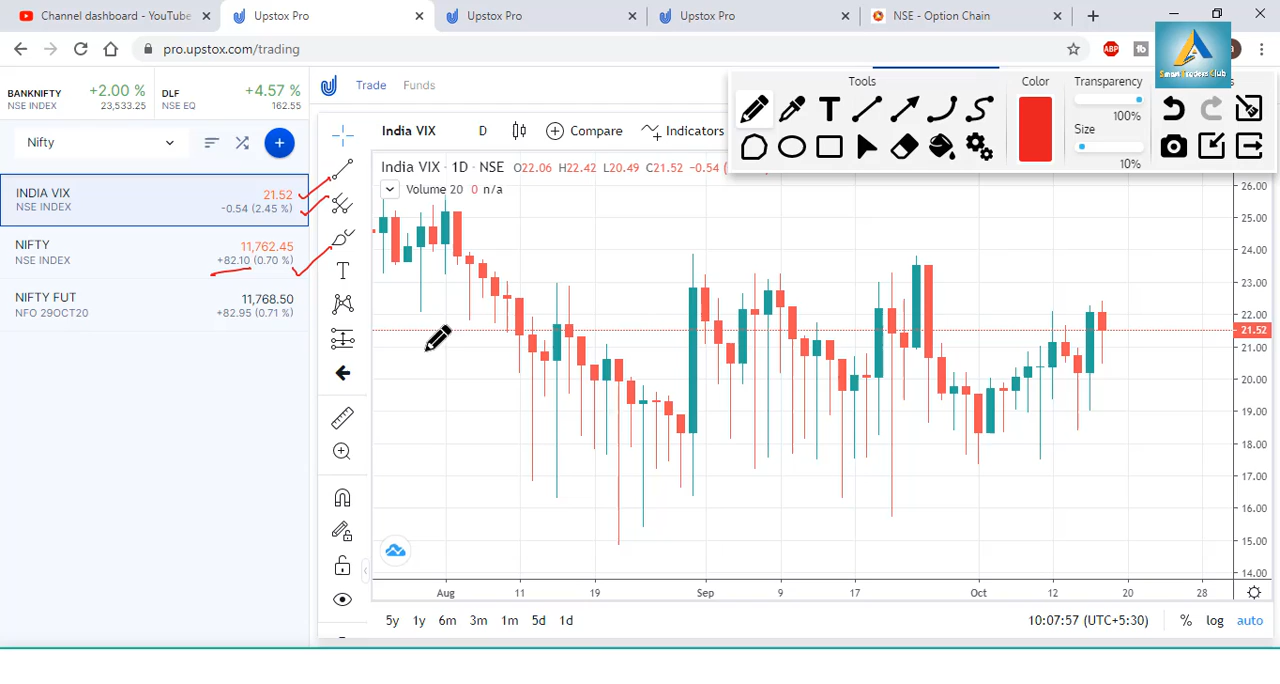 Channel dashboard - YouTube
Upstox Pro
Upstox Pro
Upstox Pro
NSE - Option Chain
pro.upstox.com/trading
ABP
Smart Traders Club
BANKNIFTY +2.00 %
NSE INDEX 23,533.25
DLF +4.57 %
NSE EQ 162.55
Trade Funds
Nifty
INDIA VIX 21.52
NSE INDEX -0.54 (2.45 %)
NIFTY 11,762.45
NSE INDEX +82.10 (0.70 %)
NIFTY FUT 11,768.50
NFO 29OCT20 +82.95 (0.71 %)
India VIX D Compare Indicators
Tools Color Transparency
100%
Size
10%
India VIX · 1D · NSE O22.06 H22.42 L20.49 C21.52 -0.54 (
Volume 20 0 n/a
T
T
26.00
25.00
24.00
23.00
22.00
21.52
21.00
20.00
19.00
18.00
17.00
16.00
15.00
14.00
Aug 11 19 Sep 9 17 Oct 12 20 28
5y 1y 6m 3m 1m 5d 1d 10:07:57 (UTC+5:30) % log auto